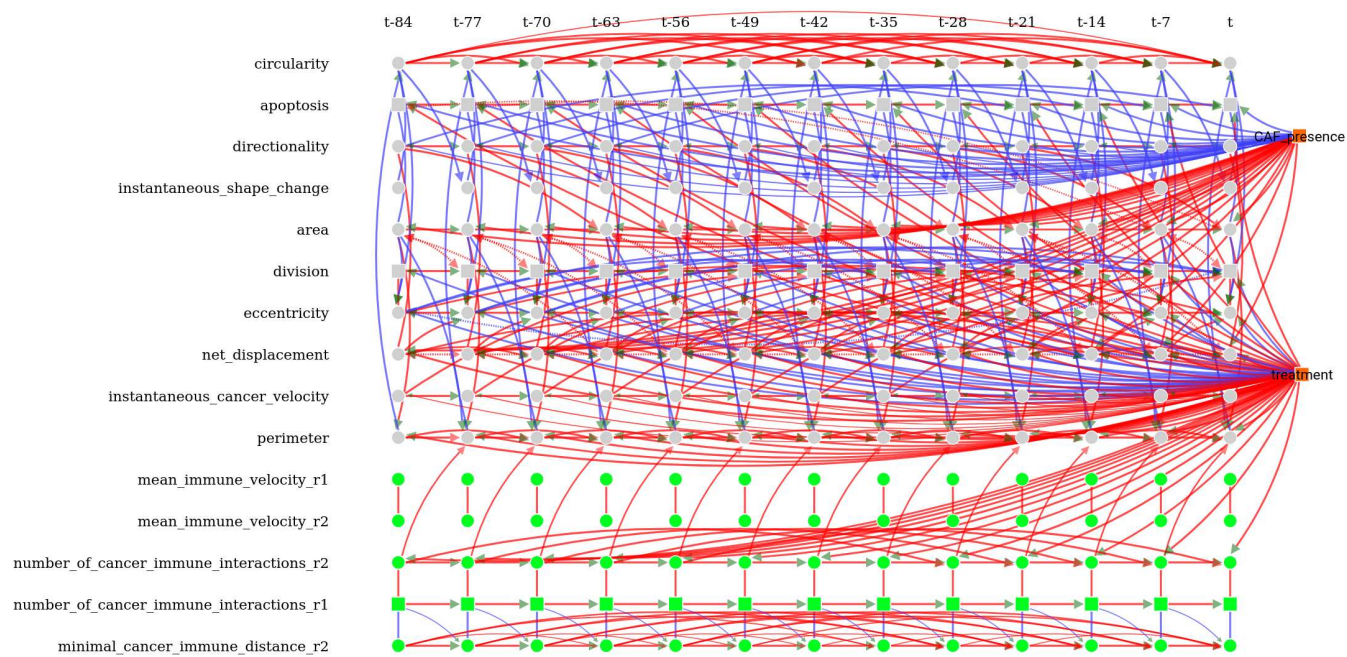 t-84 t-77 t-70 t-63 t-56 t-49 t-42 t-35 t-28 t-21 t-14 t-7 t
circularity
apoptosis
CAF_presence
directionality
instantaneous_shape_change
area
division
eccentricity
net_displacement
treatment
instantaneous_cancer_velocity
perimeter
mean_immune_velocity_r1
mean_immune_velocity_r2
number_of_cancer_immune_interactions_r2
number_of_cancer_immune_interactions_r1
minimal_cancer_immune_distance_r2